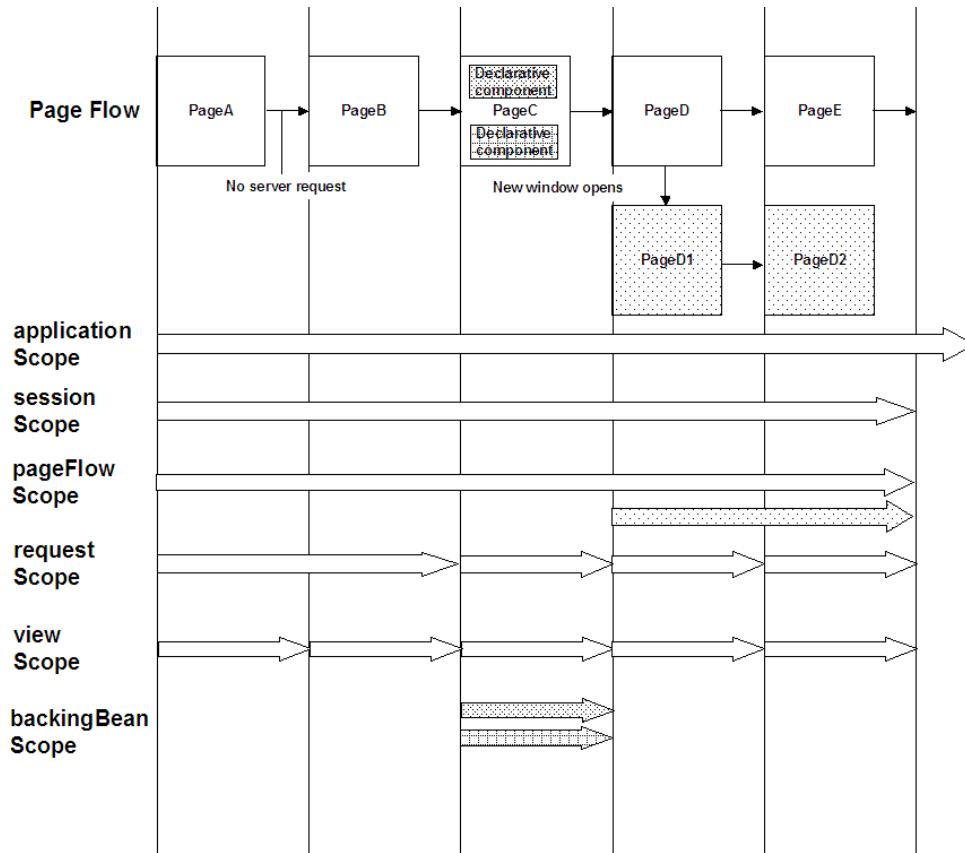 Declarative
component
Page Flow
PageA
PageB
PageC
PageD
PageE
Declarative
component
No server request
New window opens
PageD1
PageD2
application
Scope
session
Scope
pageFlow
Scope
request
Scope
view
Scope
backingBean
Scope